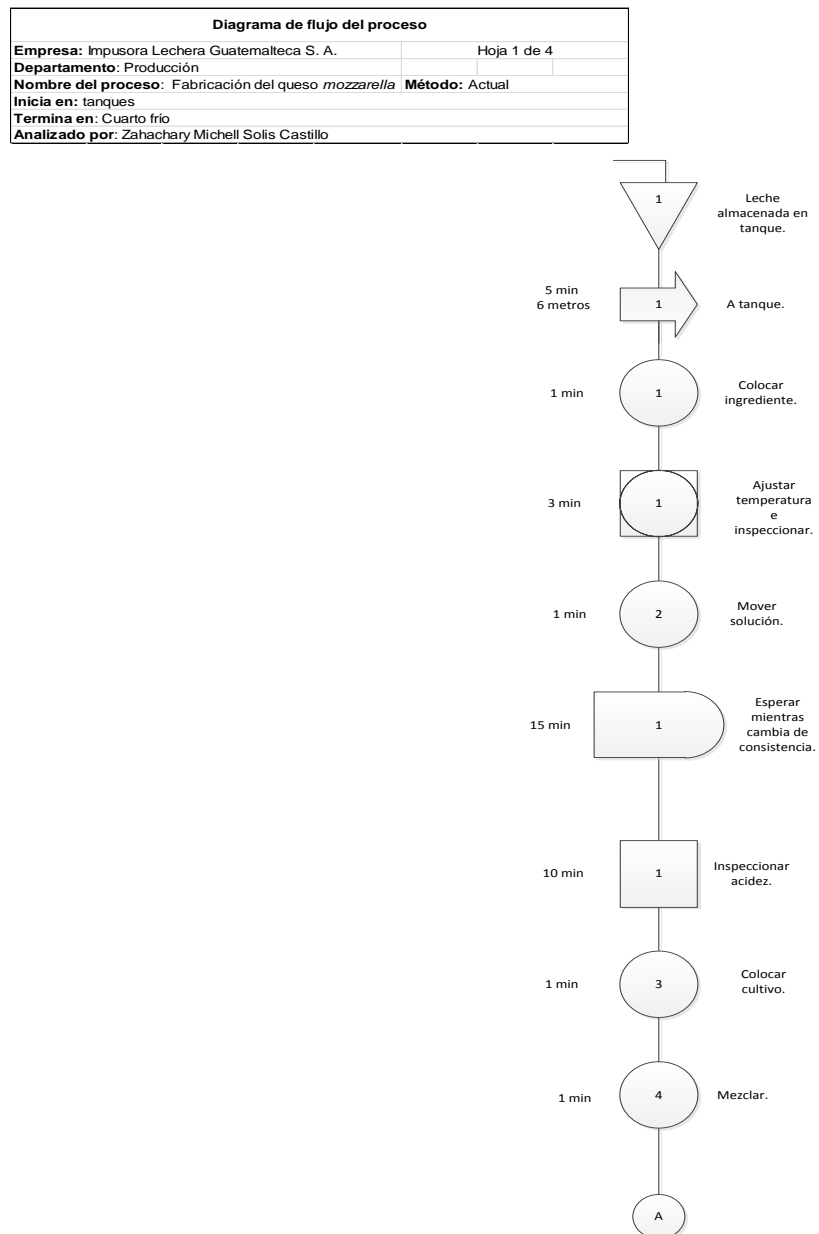 Diagrama de flujo del proceso
Empresa: Impusora Lechera Guatemalteca S. A. Hoja 1 de 4
Departamento: Producción
Nombre del proceso: Fabricación del queso mozzarella Método: Actual
Inicia en: tanques
Termina en: Cuarto frío
Analizado por: Zahachary Michell Solis Castillo
1
Leche
almacenada en
tanque.
5 min
6 metros
1
A tanque.
1 min
1
Colocar
ingrediente.
3 min
1
Ajustar
temperatura
e
inspeccionar.
1 min
2
Mover
solución.
15 min
1
Esperar
mientras
cambia de
consistencia.
10 min
1
Inspeccionar
acidez.
1 min
3
Colocar
cultivo.
1 min
4
Mezclar.
A